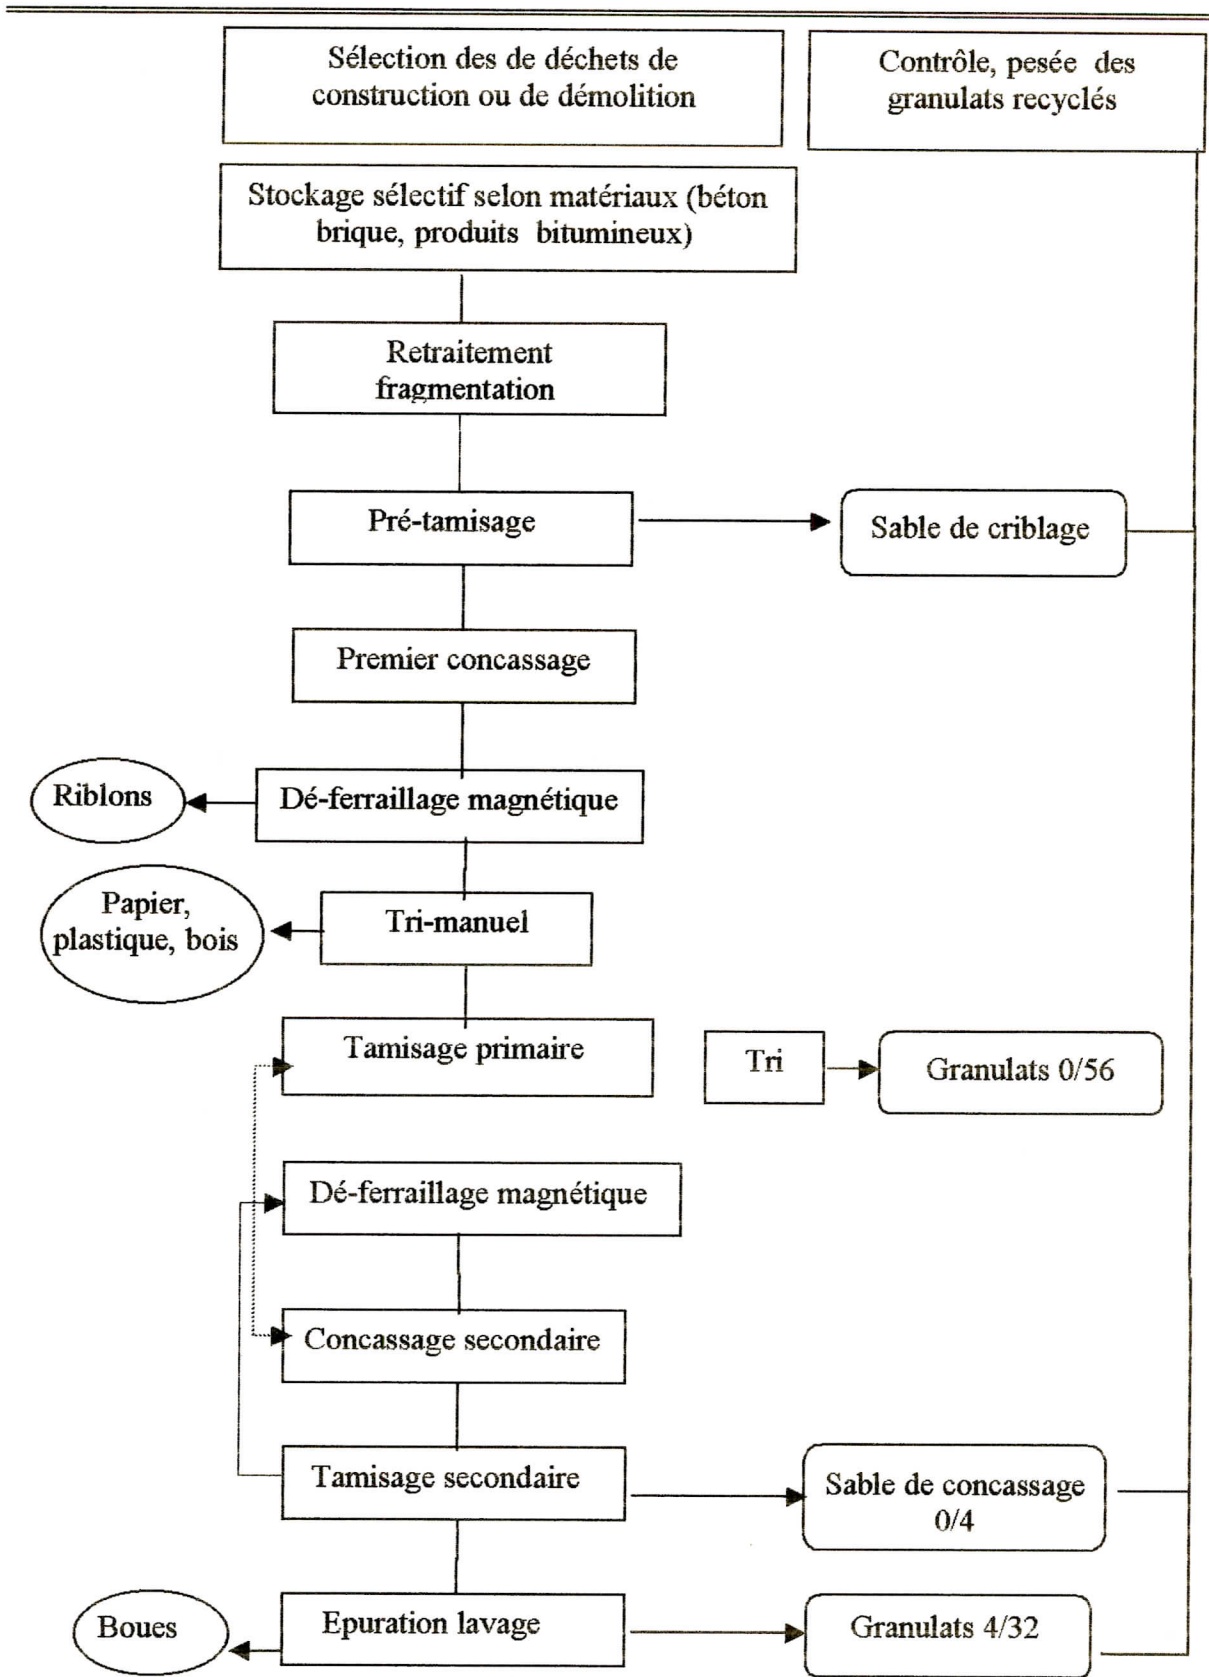 Sélection des de déchets de
construction ou de démolition
Contrôle, pesée des
granulats recyclés
Stockage sélectif selon matériaux (béton
brique, produits bitumineux)
Retraitement
fragmentation
Pré-tamisage
Sable de criblage
Premier concassage
Riblons
Dé-ferraillage magnétique
Papier,
plastique, bois
Tri-manuel
Tamisage primaire
Tri
Granulats 0/56
Dé-ferraillage magnétique
Concassage secondaire
Tamisage secondaire
Sable de concassage
0/4
Boues
Epuration lavage
Granulats 4/32